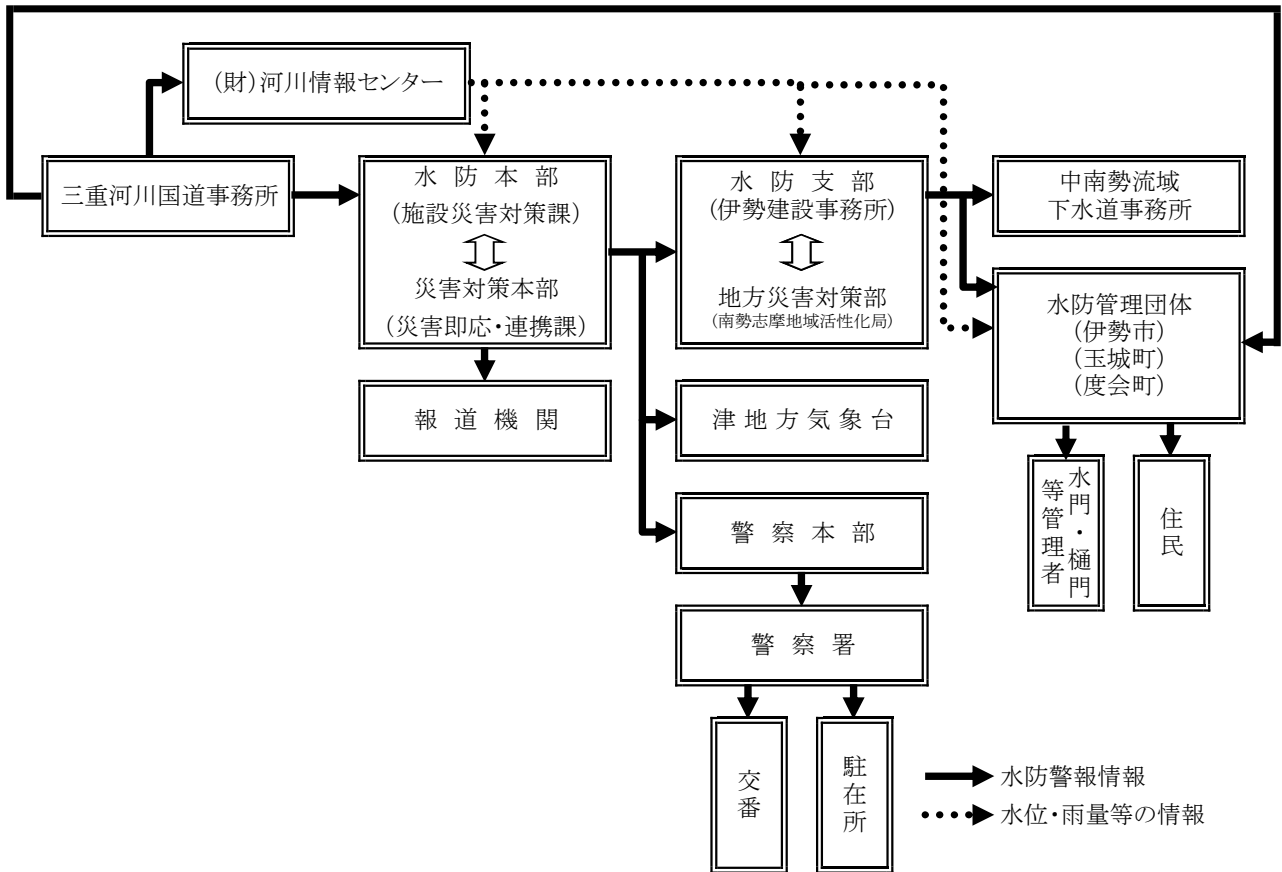 (財)河川情報センター
三重河川国道事務所
水防本部
(施設災害対策課)
災害対策本部
(災害即応・連携課)
水防支部
(伊勢建設事務所)
地方災害対策部
(南勢志摩地域活性化局)
中南勢流域
下水道事務所
水防管理団体
(伊勢市)
(玉城町)
(度会町)
報道機関
津地方気象台
水門・樋門
等管理者
住民
警察本部
警察署
交番
駐在所
水防警報情報
水位・雨量等の情報